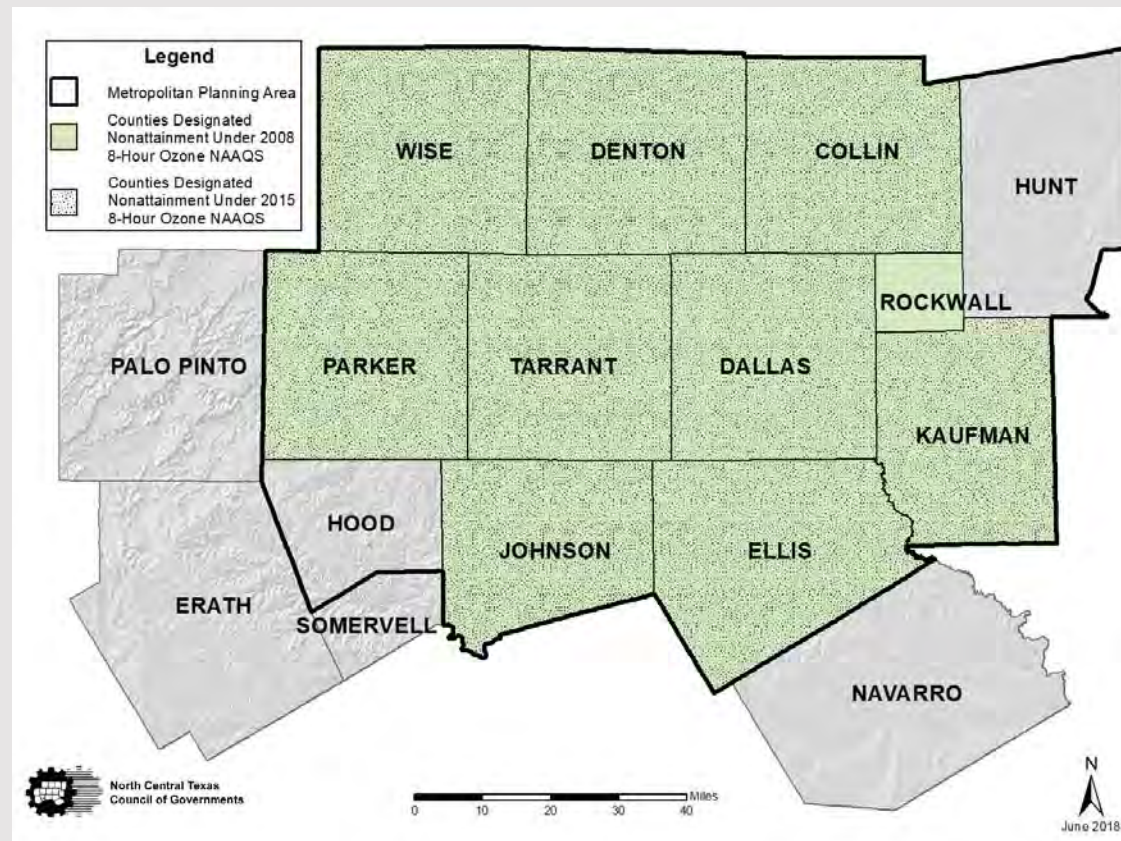 Legend
Metropolitan Planning Area
Counties Designated
Nonattainment Under 2008
8-Hour Ozone NAAQS
Counties Designated
Nonattainment Under 2015
8-Hour Ozone NAAQS
WISE
DENTON
COLLIN
HUNT
ROCKWALL
PALO PINTO
PARKER
TARRANT
DALLAS
KAUFMAN
HOOD
JOHNSON
ELLIS
ERATH
SOMERVELL
NAVARRO
North Central Texas
Council of Governments
Miles
0 10 20 30 40
N
June 2018